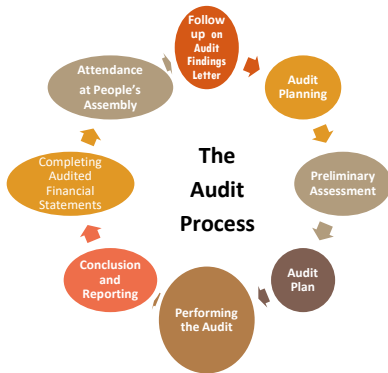 Follow
up on
Audit
Findings
Letter
Audit
Planning
Preliminary
Assessment
Audit
Plan
Performing
the Audit
Conclusion
and
Reporting
Completing
Audited
Financial
Statements
Attendance
at People's
Assembly
The
Audit
Process